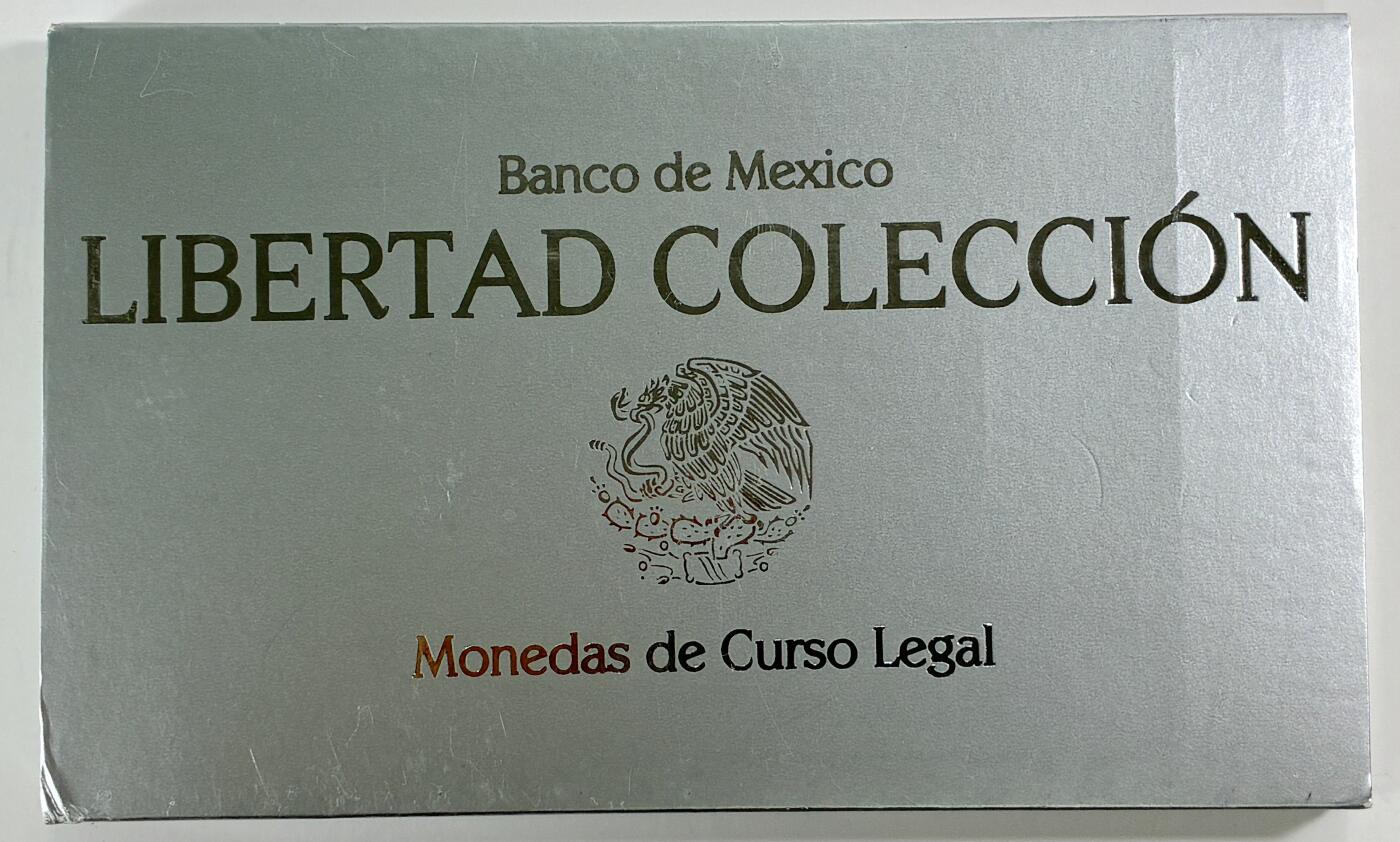 Banco de Mexico
LIBERTAD COLECCIÓN
Monedas de Curso Legal